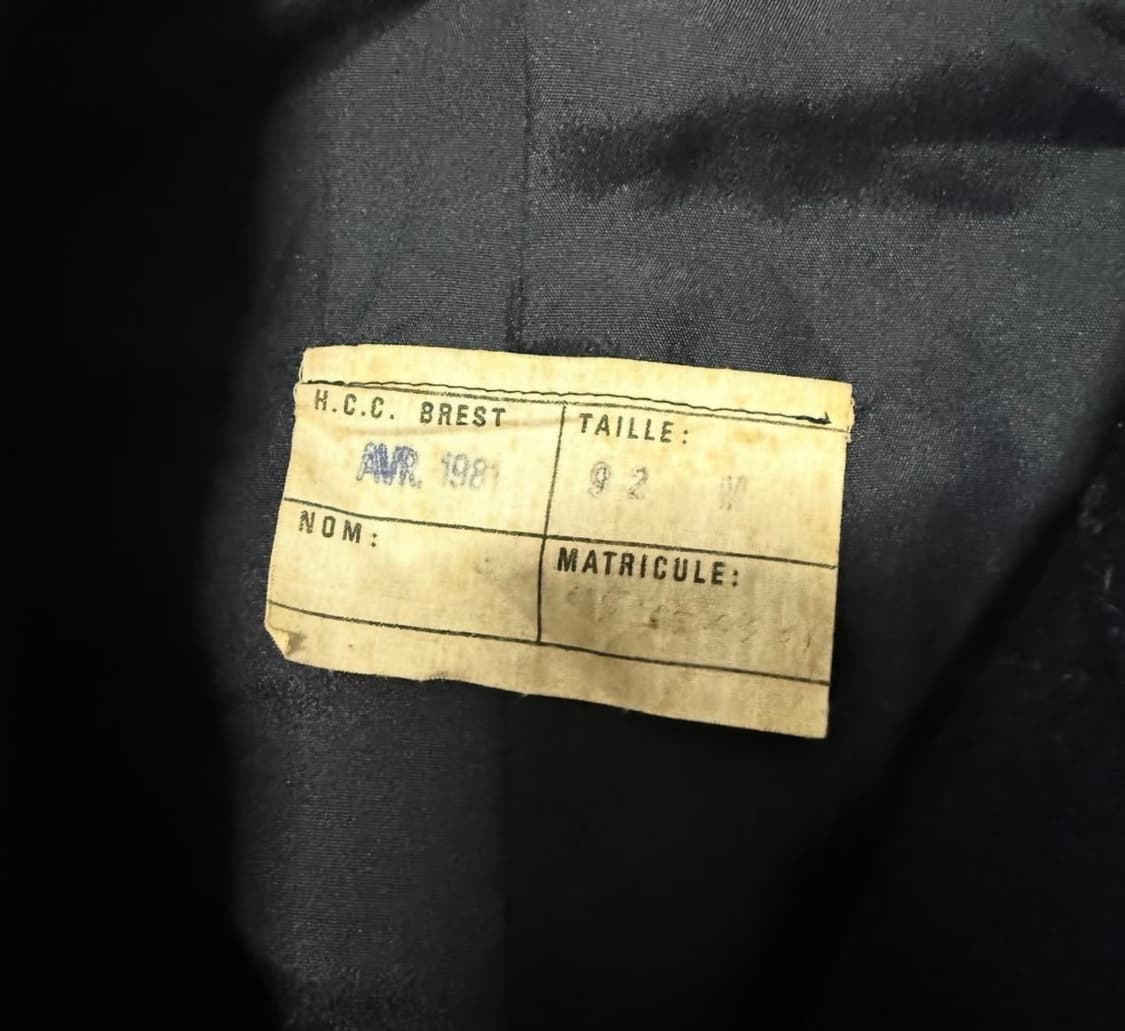 H.C.C. BREST
AVR. 1981
TAILLE:
92 M
NOM:
MATRICULE: